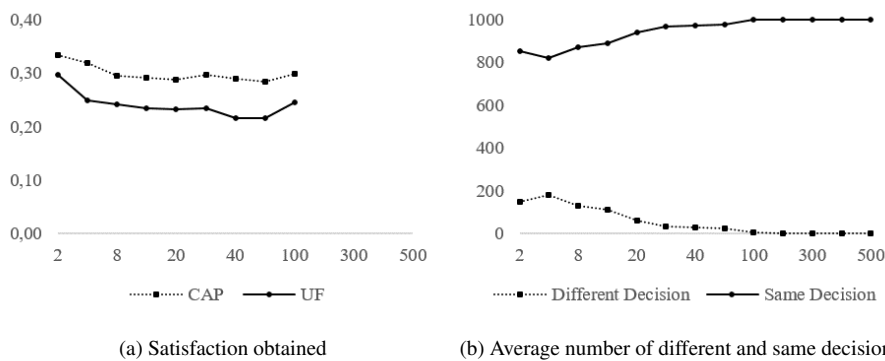 0,40
0,30
0,20
0,10
0,00
2 8 20 40 100 300 500
CAP UF
(a) Satisfaction obtained
1000
800
600
400
200
0
2 8 20 40 100 300 500
Different Decision Same Decision
(b) Average number of different and same decision